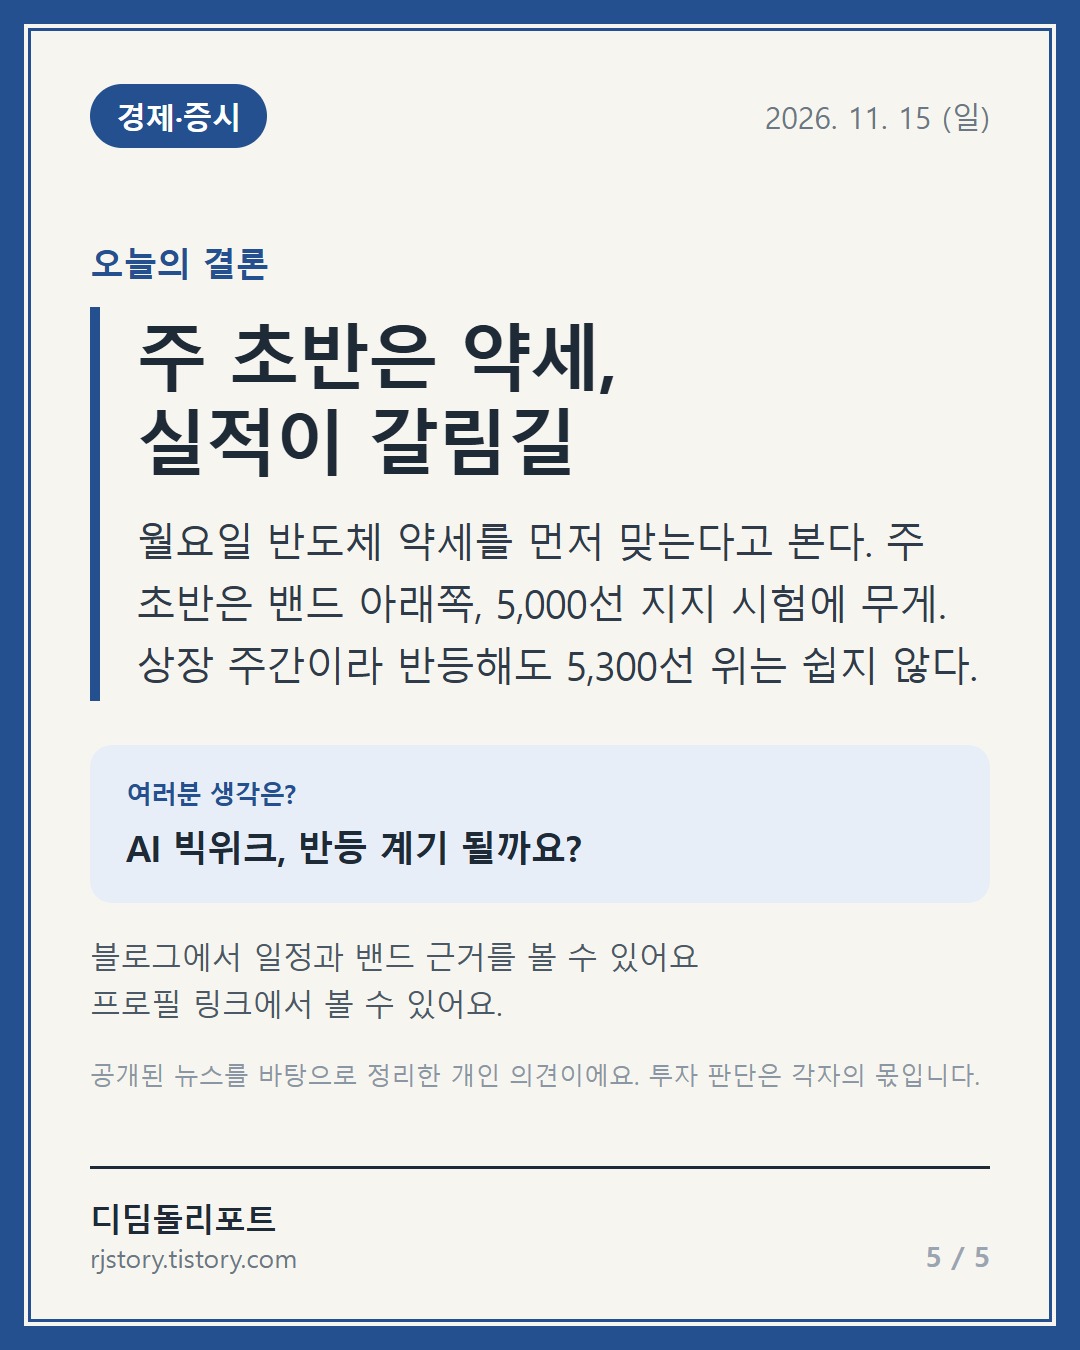 경제·증시
2026. 11. 15 (일)
오늘의 결론
주 초반은 약세,
실적이 갈림길
월요일 반도체 약세를 먼저 맞는다고 본다. 주
초반은 밴드 아래쪽, 5,000선 지지 시험에 무게.
상장 주간이라 반등해도 5,300선 위는 쉽지 않다.
여러분 생각은?
AI 빅위크, 반등 계기 될까요?
블로그에서 일정과 밴드 근거를 볼 수 있어요
프로필 링크에서 볼 수 있어요.
공개된 뉴스를 바탕으로 정리한 개인 의견이에요. 투자 판단은 각자의 몫입니다.
디딤돌리포트
rjstory.tistory.com
5 / 5